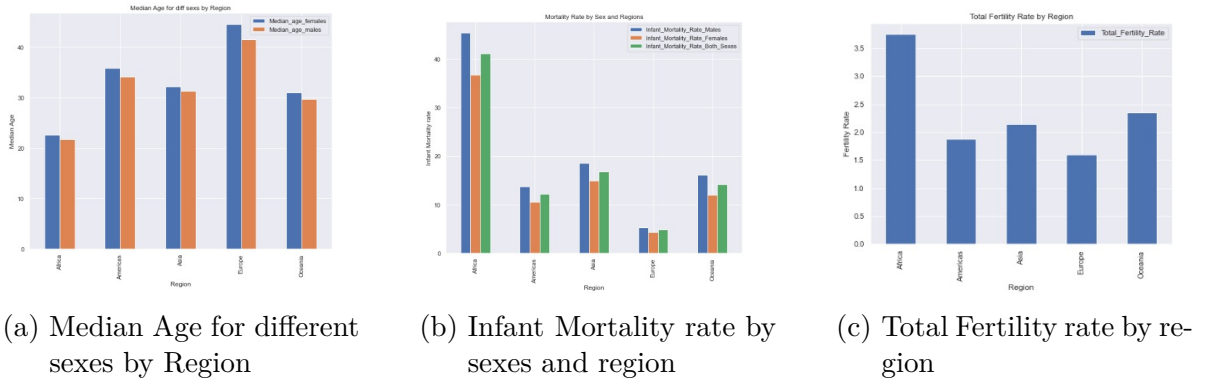 Median Age for diff sexs by Region
Median_age_females
Median_age_males
Median Age
40
30
20
10
0
Africa
Americas
Asia
Europe
Oceania
Region
Mortality Rate by Sex and Regions
Infant_Mortality_Rate_Males
Infant_Mortality_Rate_Females
Infant_Mortality_Rate_Both_Sexes
Infant Mortality rate
40
30
20
10
0
Africa
Americas
Asia
Europe
Oceania
Region
Total Fertility Rate by Region
Total_Fertility_Rate
Fertility Rate
3.5
3.0
2.5
2.0
1.5
1.0
0.5
0.0
Africa
Americas
Asia
Europe
Oceania
Region
(a) Median Age for different
sexes by Region
(b) Infant Mortality rate by
sexes and region
(c) Total Fertility rate by re-
gion